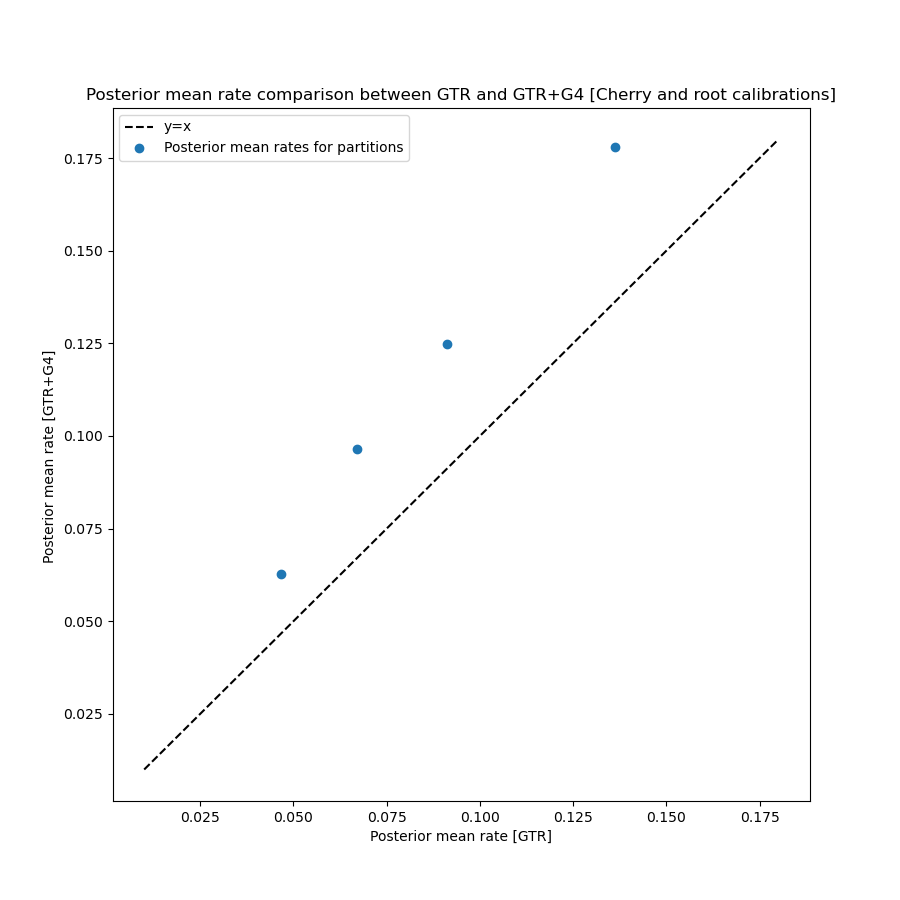 Posterior mean rate comparison between GTR and GTR+G4 [Cherry and root calibrations]
y=x
Posterior mean rates for partitions
0.175
0.150
0.125
0.100
0.075
0.050
0.025
Posterior mean rate [GTR+G4]
0.025
0.050
0.075
0.100
0.125
0.150
0.175
Posterior mean rate [GTR]